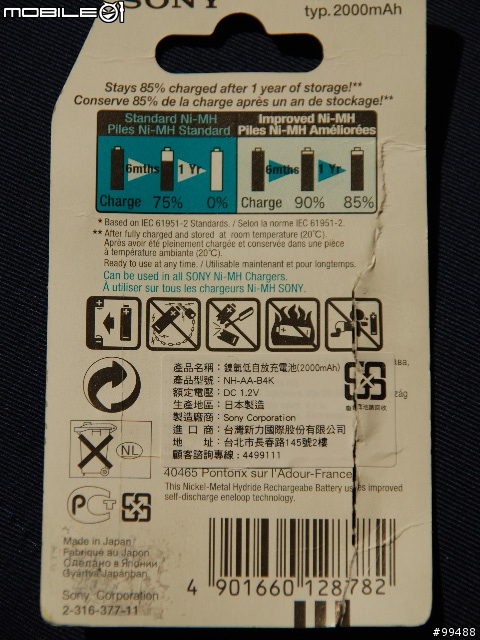 MOBILE01
SONY
typ.2000mAh
Stays 85% charged after 1 year of storage!**
Conserve 85% de la charge après un an de stockage!**
Standard Ni-MH
Piles Ni-MH Standard
Improved Ni-MH
Piles Ni-MH Améliorées
6mths 1 Yr 6mths 1 Yr
Charge 75% 0% Charge 90% 85%
* Based on IEC 61951-2 Standards. / Selon la norme IEC 61951-2.
** After fully charged and stored at room temperature (20°C).
Après avoir été pleinement chargée et conservée dans une pièce
à température ambiante (20°C).
Ready to use at any time. / Utilisable maintenant et pour longtemps.
Can be used in all SONY Ni-MH Chargers.
À utiliser sur tous les chargeurs Ni-MH SONY.
產品名稱:鎳氫低自放充電池(2000mAh)
產品型號:NH-AA-B4K
額定電壓:DC 1.2V
生產地區:日本製造
製造廠商:Sony Corporation
進口商:台灣新力國際股份有限公司
地址:台北市長春路145號2樓
顧客諮詢專線:4499111
NL
40465 Pontonx sur l'Adour-France
This Nickel-Metal Hydride Rechargeabe Battery uses improved
self-discharge eneloop technology.
Made in Japan
Fabriqué au Japon
Сделано в Японии
Gyártva Japánban
Sony Corporation
2-316-377-11
4 901660 128782
#99488